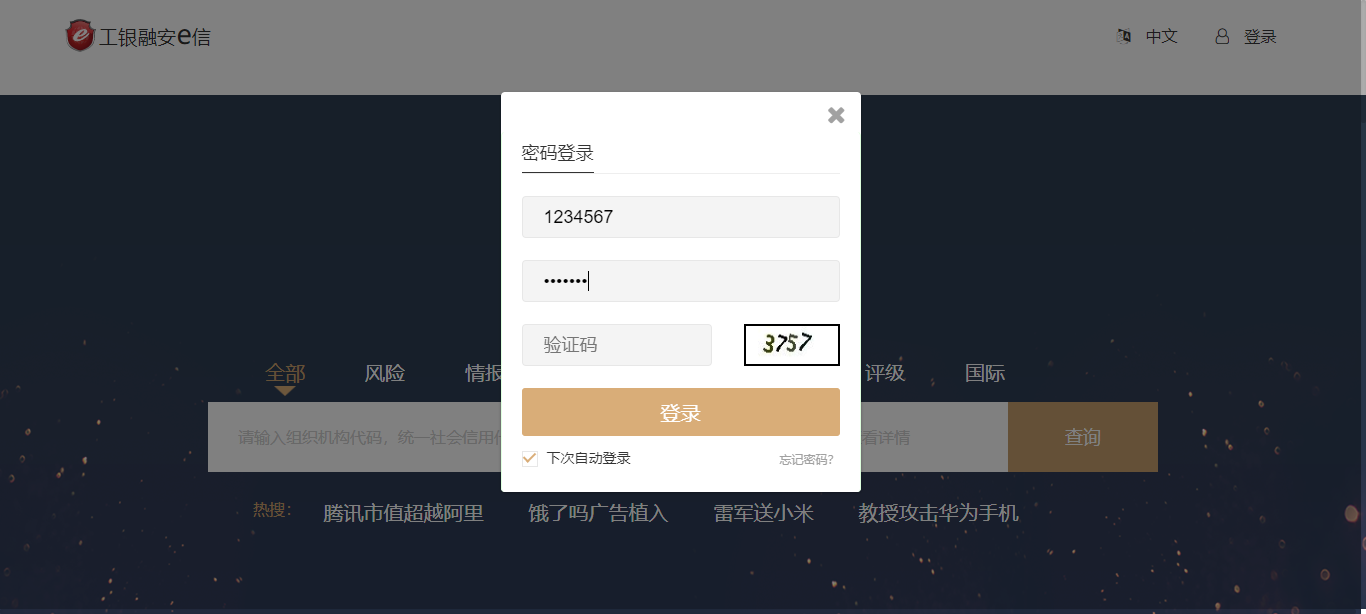 工银融安e信
中文 登录
密码登录
1234567
•••••••
验证码 3757
登录
下次自动登录 忘记密码?
全部 风险 情报 评级 国际
请输入组织机构代码，统一社会信用代 看详情 查询
热搜： 腾讯市值超越阿里 饿了吗广告植入 雷军送小米 教授攻击华为手机